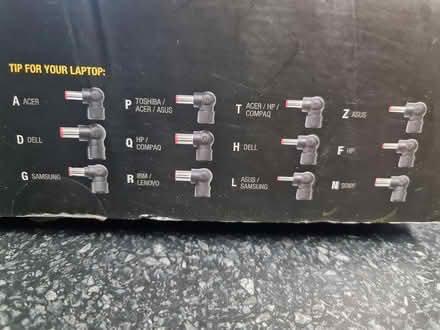 TIP FOR YOUR LAPTOP:
A ACER
P TOSHIBA /
ACER / ASUS
T ACER / HP /
COMPAQ
Z ASUS
D DELL
Q HP /
COMPAQ
H DELL
F HP
G SAMSUNG
R IBM /
LENOVO
L ASUS /
SAMSUNG
N SONY